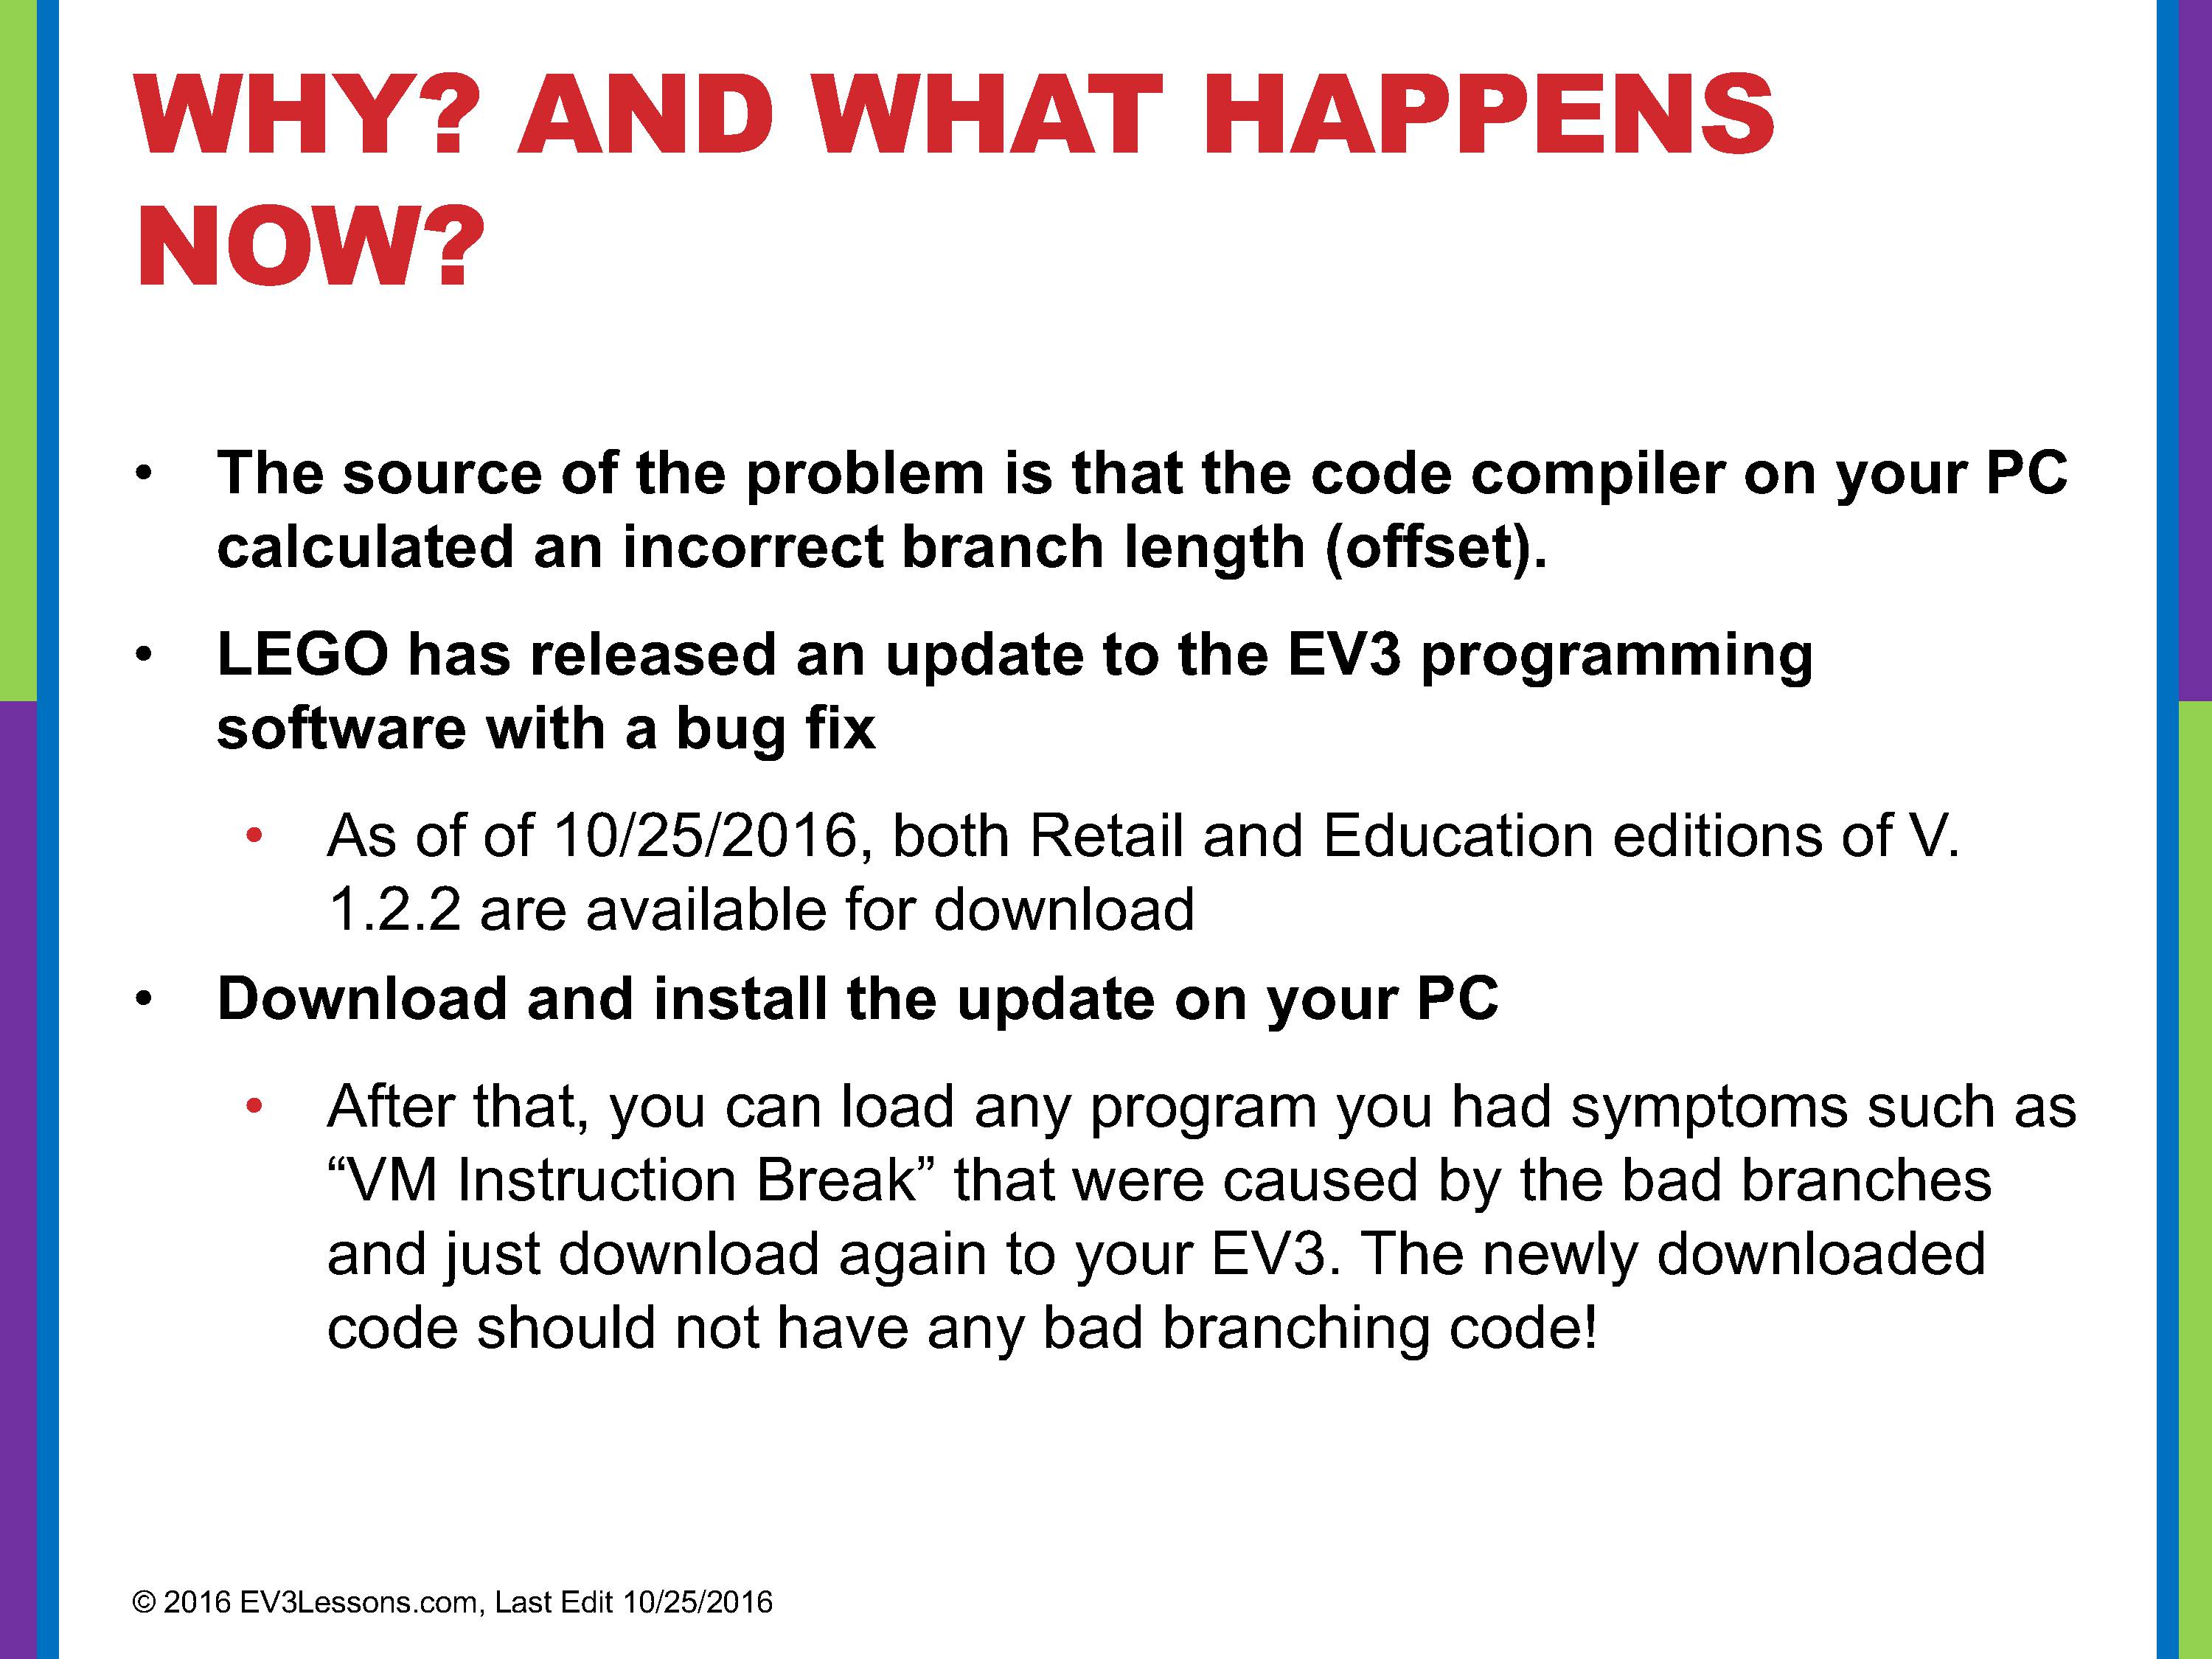 WHY? AND WHAT HAPPENS
NOW?
• The source of the problem is that the code compiler on your PC
calculated an incorrect branch length (offset).
• LEGO has released an update to the EV3 programming
software with a bug fix
• As of of 10/25/2016, both Retail and Education editions of V.
1.2.2 are available for download
• Download and install the update on your PC
• After that, you can load any program you had symptoms such as
“VM Instruction Break” that were caused by the bad branches
and just download again to your EV3. The newly downloaded
code should not have any bad branching code!
© 2016 EV3Lessons.com, Last Edit 10/25/2016